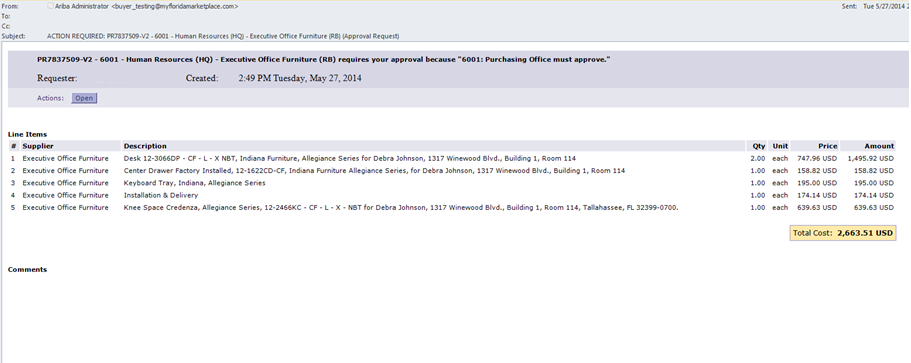 From: Ariba Administrator <buyer_testing@myfloridamarketplace.com> Sent: Tue 5/27/2014 2
To:
Cc:
Subject: ACTION REQUIRED: PR7837509-V2 - 6001 - Human Resources (HQ) - Executive Office Furniture (RB) (Approval Request)
PR7837509-V2 - 6001 - Human Resources (HQ) - Executive Office Furniture (RB) requires your approval because "6001: Purchasing Office must approve."
Requester: Created: 2:49 PM Tuesday, May 27, 2014
Actions: Open
Line Items
# Supplier Description Qty Unit Price Amount
1 Executive Office Furniture Desk 12-3066DP - CF - L - X NBT, Indiana Furniture, Allegiance Series for Debra Johnson, 1317 Winewood Blvd., Building 1, Room 114 2.00 each 747.96 USD 1,495.92 USD
2 Executive Office Furniture Center Drawer Factory Installed, 12-1622CD-CF, Indiana Furniture Allegiance Series, for Debra Johnson, 1317 Winewood Blvd., Building 1, Room 114 1.00 each 158.82 USD 158.82 USD
3 Executive Office Furniture Keyboard Tray, Indiana, Allegiance Series 1.00 each 195.00 USD 195.00 USD
4 Executive Office Furniture Installation & Delivery 1.00 each 174.14 USD 174.14 USD
5 Executive Office Furniture Knee Space Credenza, Allegiance Series, 12-2466KC - CF - L - X - NBT for Debra Johnson, 1317 Winewood Blvd., Building 1, Room 114, Tallahassee, FL 32399-0700. 1.00 each 639.63 USD 639.63 USD
Total Cost: 2,663.51 USD
Comments